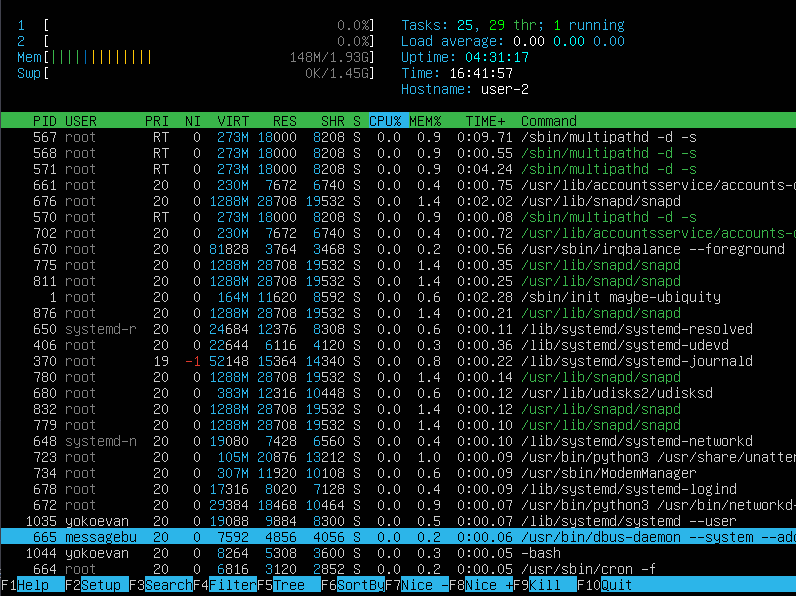 1 [ 0.0%] Tasks: 25, 29 thr; 1 running
2 [ 0.0%] Load average: 0.00 0.00 0.00
Mem[||||||||||||| 148M/1.93G] Uptime: 04:31:17
Swp[ 0K/1.45G] Time: 16:41:57
Hostname: user-2
PID USER PRI NI VIRT RES SHR S CPU% MEM% TIME+ Command
567 root RT 0 273M 18000 8208 S 0.0 0.9 0:09.71 /sbin/multipathd -d -s
568 root RT 0 273M 18000 8208 S 0.0 0.9 0:00.55 /sbin/multipathd -d -s
571 root RT 0 273M 18000 8208 S 0.0 0.9 0:04.24 /sbin/multipathd -d -s
661 root 20 0 230M 7672 6740 S 0.0 0.4 0:00.75 /usr/lib/accountsservice/accounts-d
676 root 20 0 1288M 28708 19532 S 0.0 1.4 0:02.02 /usr/lib/snapd/snapd
570 root RT 0 273M 18000 8208 S 0.0 0.9 0:00.08 /sbin/multipathd -d -s
702 root 20 0 230M 7672 6740 S 0.0 0.4 0:00.72 /usr/lib/accountsservice/accounts-d
670 root 20 0 81828 3764 3468 S 0.0 0.2 0:00.56 /usr/sbin/irqbalance --foreground
775 root 20 0 1288M 28708 19532 S 0.0 1.4 0:00.35 /usr/lib/snapd/snapd
811 root 20 0 1288M 28708 19532 S 0.0 1.4 0:00.25 /usr/lib/snapd/snapd
1 root 20 0 164M 11620 8592 S 0.0 0.6 0:02.28 /sbin/init maybe-ubiquity
876 root 20 0 1288M 28708 19532 S 0.0 1.4 0:00.21 /usr/lib/snapd/snapd
650 systemd-r 20 0 24684 12376 8308 S 0.0 0.6 0:00.11 /lib/systemd/systemd-resolved
406 root 20 0 22644 6116 4120 S 0.0 0.3 0:00.36 /lib/systemd/systemd-udevd
370 root 19 -1 52148 15364 14340 S 0.0 0.8 0:00.22 /lib/systemd/systemd-journald
780 root 20 0 1288M 28708 19532 S 0.0 1.4 0:00.14 /usr/lib/snapd/snapd
680 root 20 0 383M 12316 10448 S 0.0 0.6 0:00.12 /usr/lib/udisks2/udisksd
832 root 20 0 1288M 28708 19532 S 0.0 1.4 0:00.12 /usr/lib/snapd/snapd
779 root 20 0 1288M 28708 19532 S 0.0 1.4 0:00.10 /usr/lib/snapd/snapd
648 systemd-n 20 0 19080 7428 6560 S 0.0 0.4 0:00.10 /lib/systemd/systemd-networkd
723 root 20 0 105M 20876 13212 S 0.0 1.0 0:00.09 /usr/bin/python3 /usr/share/unatten
734 root 20 0 307M 11920 10108 S 0.0 0.6 0:00.09 /usr/sbin/ModemManager
678 root 20 0 17316 8020 7128 S 0.0 0.4 0:00.09 /lib/systemd/systemd-logind
672 root 20 0 29384 18468 10464 S 0.0 0.9 0:00.07 /usr/bin/python3 /usr/bin/networkd-
1035 yokoevan 20 0 19088 9884 8300 S 0.0 0.5 0:00.07 /lib/systemd/systemd --user
665 messagebu 20 0 7592 4856 4056 S 0.0 0.2 0:00.06 /usr/bin/dbus-daemon --system --add
1044 yokoevan 20 0 8264 5308 3600 S 0.0 0.3 0:00.05 -bash
664 root 20 0 6816 3120 2852 S 0.0 0.2 0:00.05 /usr/sbin/cron -f
F1Help F2Setup F3SearchF4FilterF5Tree F6SortByF7Nice -F8Nice +F9Kill F10Quit